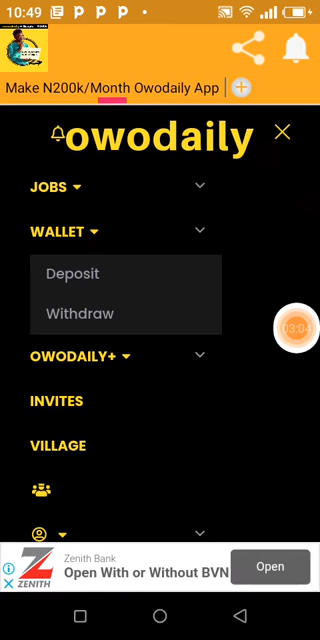 10:49
Make N200k/Month Owodaily App
owodaily
JOBS
WALLET
Deposit
Withdraw
03:04
OWODAILY+
INVITES
VILLAGE
Zenith Bank
Open With or Without BVN
Open
ZENITH